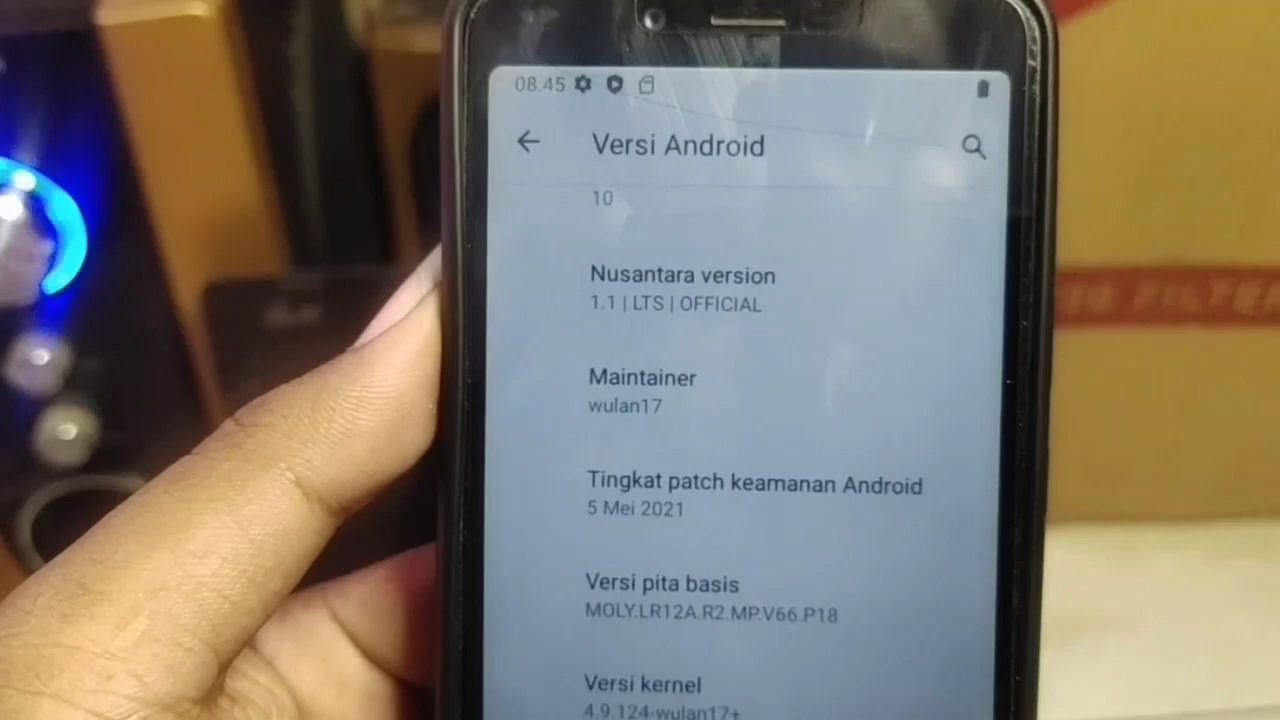 08.45
Versi Android
10
Nusantara version
1.1 | LTS | OFFICIAL
Maintainer
wulan17
Tingkat patch keamanan Android
5 Mei 2021
Versi pita basis
MOLY.LR12A.R2.MP.V66.P18
Versi kernel
4.9.124-wulan17+
FILTER